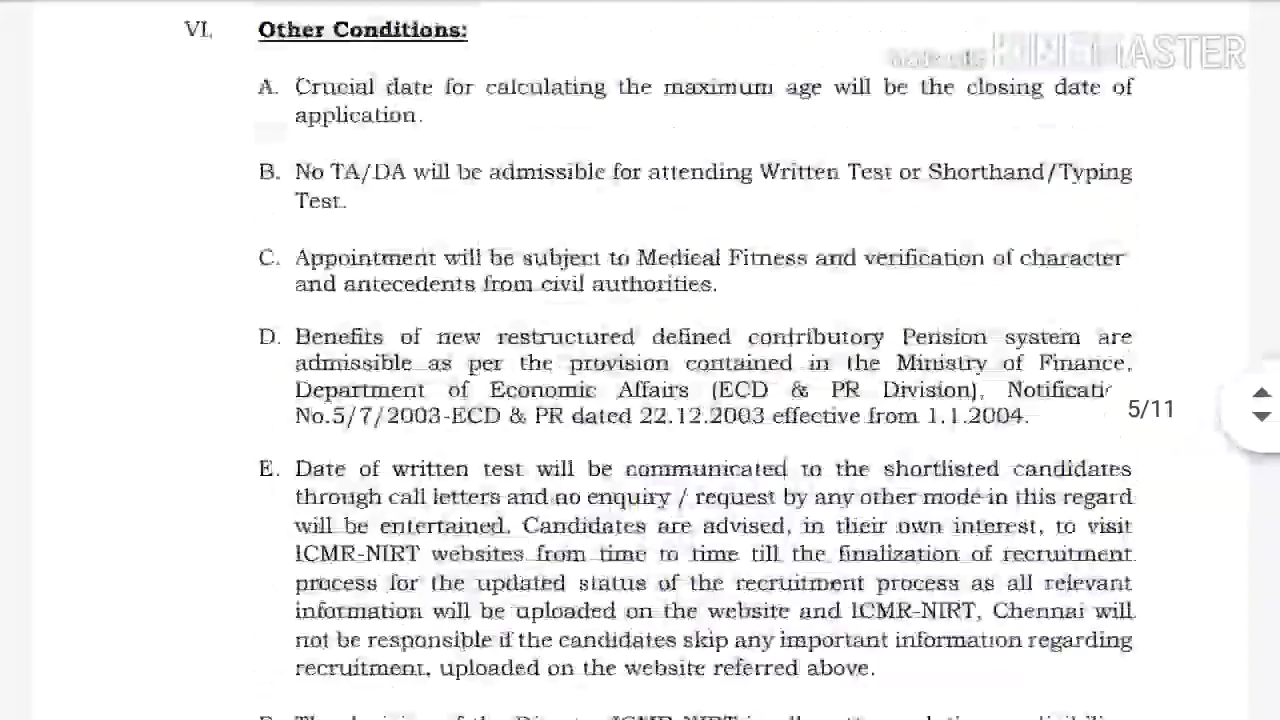 VI. Other Conditions:
KINEMASTER
A. Crucial date for calculating the maximum age will be the closing date of
application.
B. No TA/DA will be admissible for attending Written Test or Shorthand/Typing
Test.
C. Appointment will be subject to Medical Fitness and verification of character
and antecedents from civil authorities.
D. Benefits of new restructured defined contributory Pension system are
admissible as per the provision contained in the Ministry of Finance,
Department of Economic Affairs (ECD & PR Division), Notificatio
No.5/7/2003-ECD & PR dated 22.12.2003 effective from 1.1.2004.
5/11
E. Date of written test will be communicated to the shortlisted candidates
through call letters and no enquiry / request by any other mode in this regard
will be entertained. Candidates are advised, in their own interest, to visit
ICMR-NIRT websites from time to time till the finalization of recruitment
process for the updated status of the recruitment process as all relevant
information will be uploaded on the website and ICMR-NIRT, Chennai will
not be responsible if the candidates skip any important information regarding
recruitment, uploaded on the website referred above.